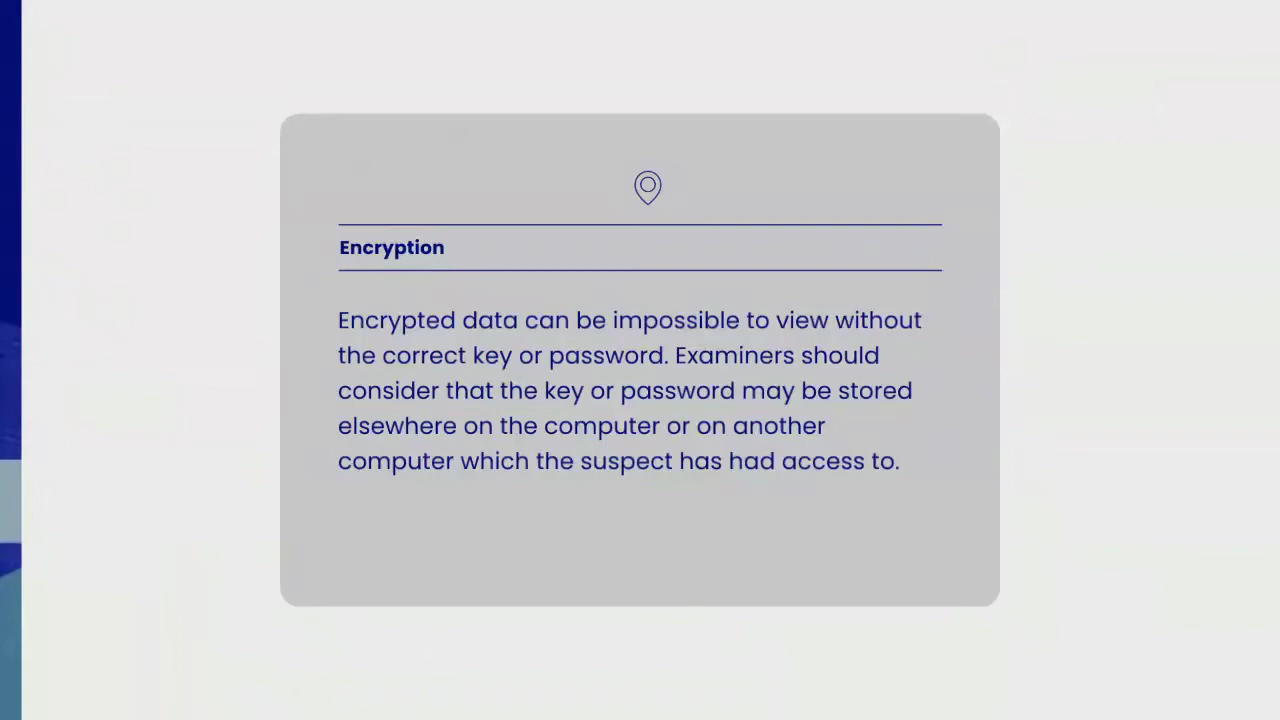 Encryption
Encrypted data can be impossible to view without
the correct key or password. Examiners should
consider that the key or password may be stored
elsewhere on the computer or on another
computer which the suspect has had access to.